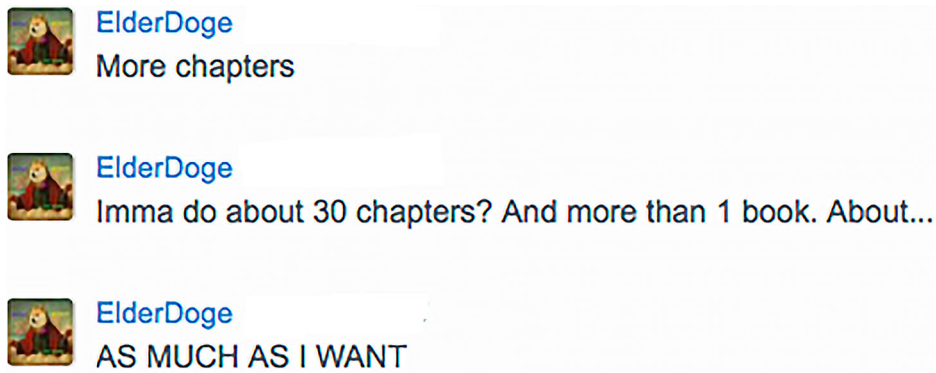 ElderDoge
More chapters
ElderDoge
Imma do about 30 chapters? And more than 1 book. About...
ElderDoge
AS MUCH AS I WANT